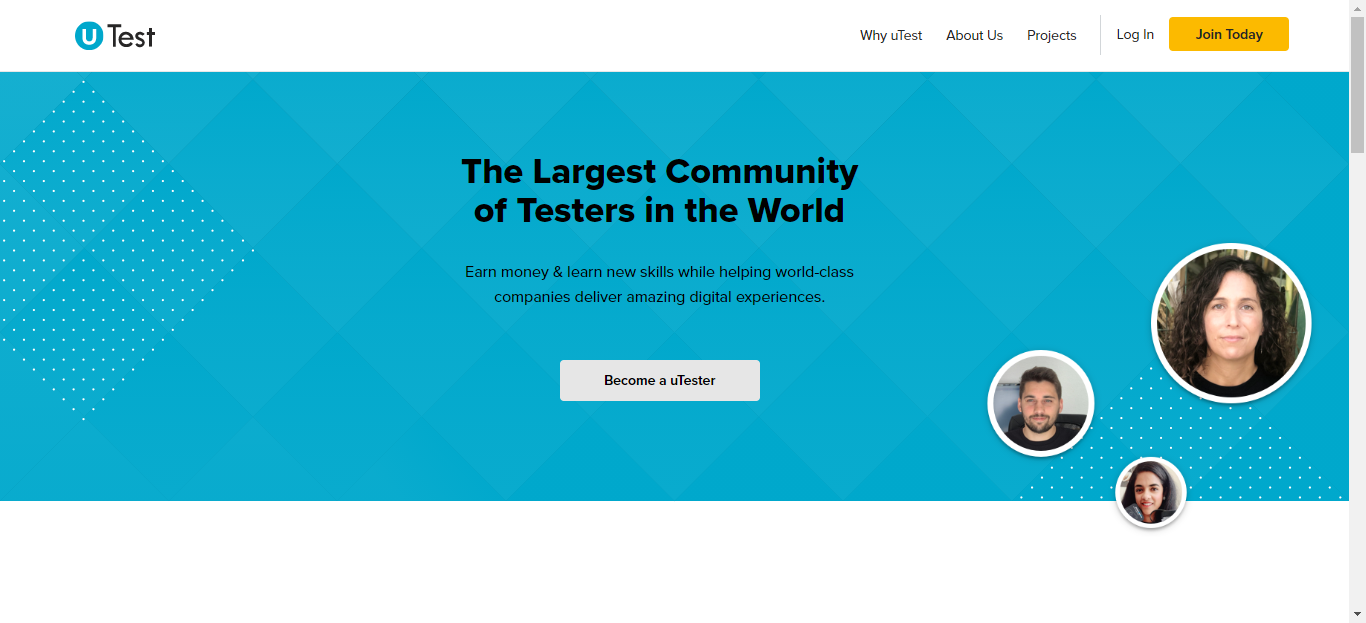 uTest
Why uTest
About Us
Projects
Log In
Join Today
The Largest Community
of Testers in the World
Earn money & learn new skills while helping world-class
companies deliver amazing digital experiences.
Become a uTester